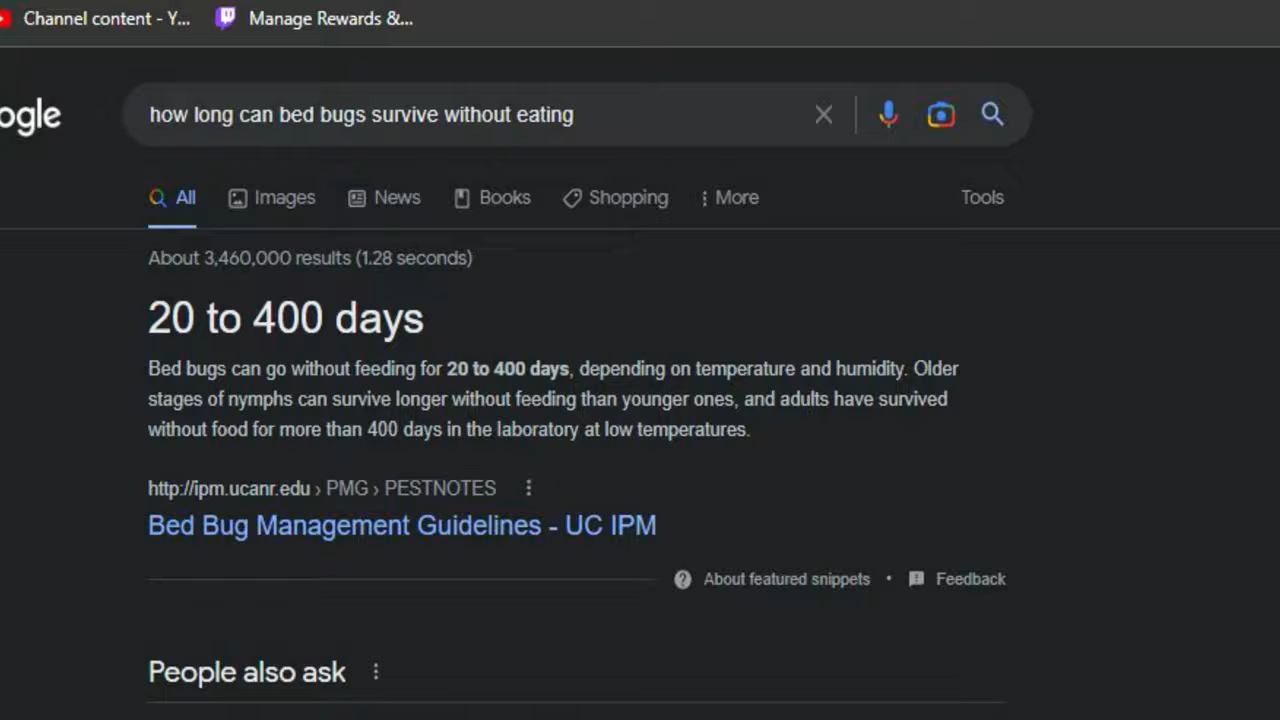 Channel content - Y... Manage Rewards &...
ogle how long can bed bugs survive without eating
All Images News Books Shopping More Tools
About 3,460,000 results (1.28 seconds)
20 to 400 days
Bed bugs can go without feeding for 20 to 400 days, depending on temperature and humidity. Older
stages of nymphs can survive longer without feeding than younger ones, and adults have survived
without food for more than 400 days in the laboratory at low temperatures.
http://ipm.ucanr.edu › PMG › PESTNOTES
Bed Bug Management Guidelines - UC IPM
About featured snippets • Feedback
People also ask